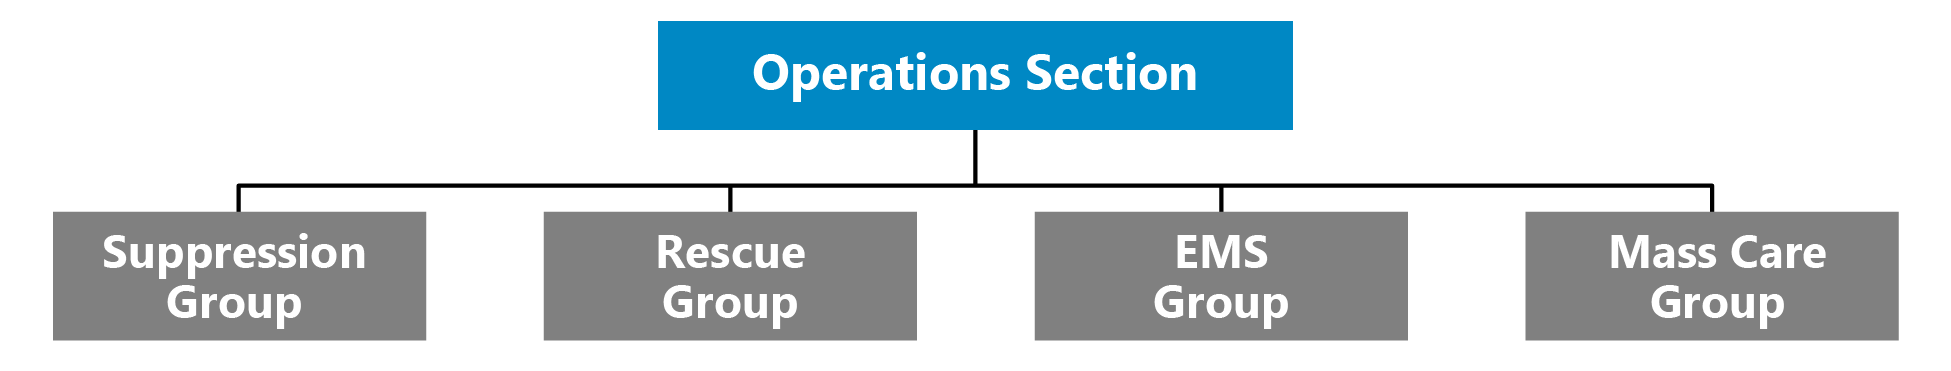 Operations Section
Suppression
Group
Rescue
Group
EMS
Group
Mass Care
Group